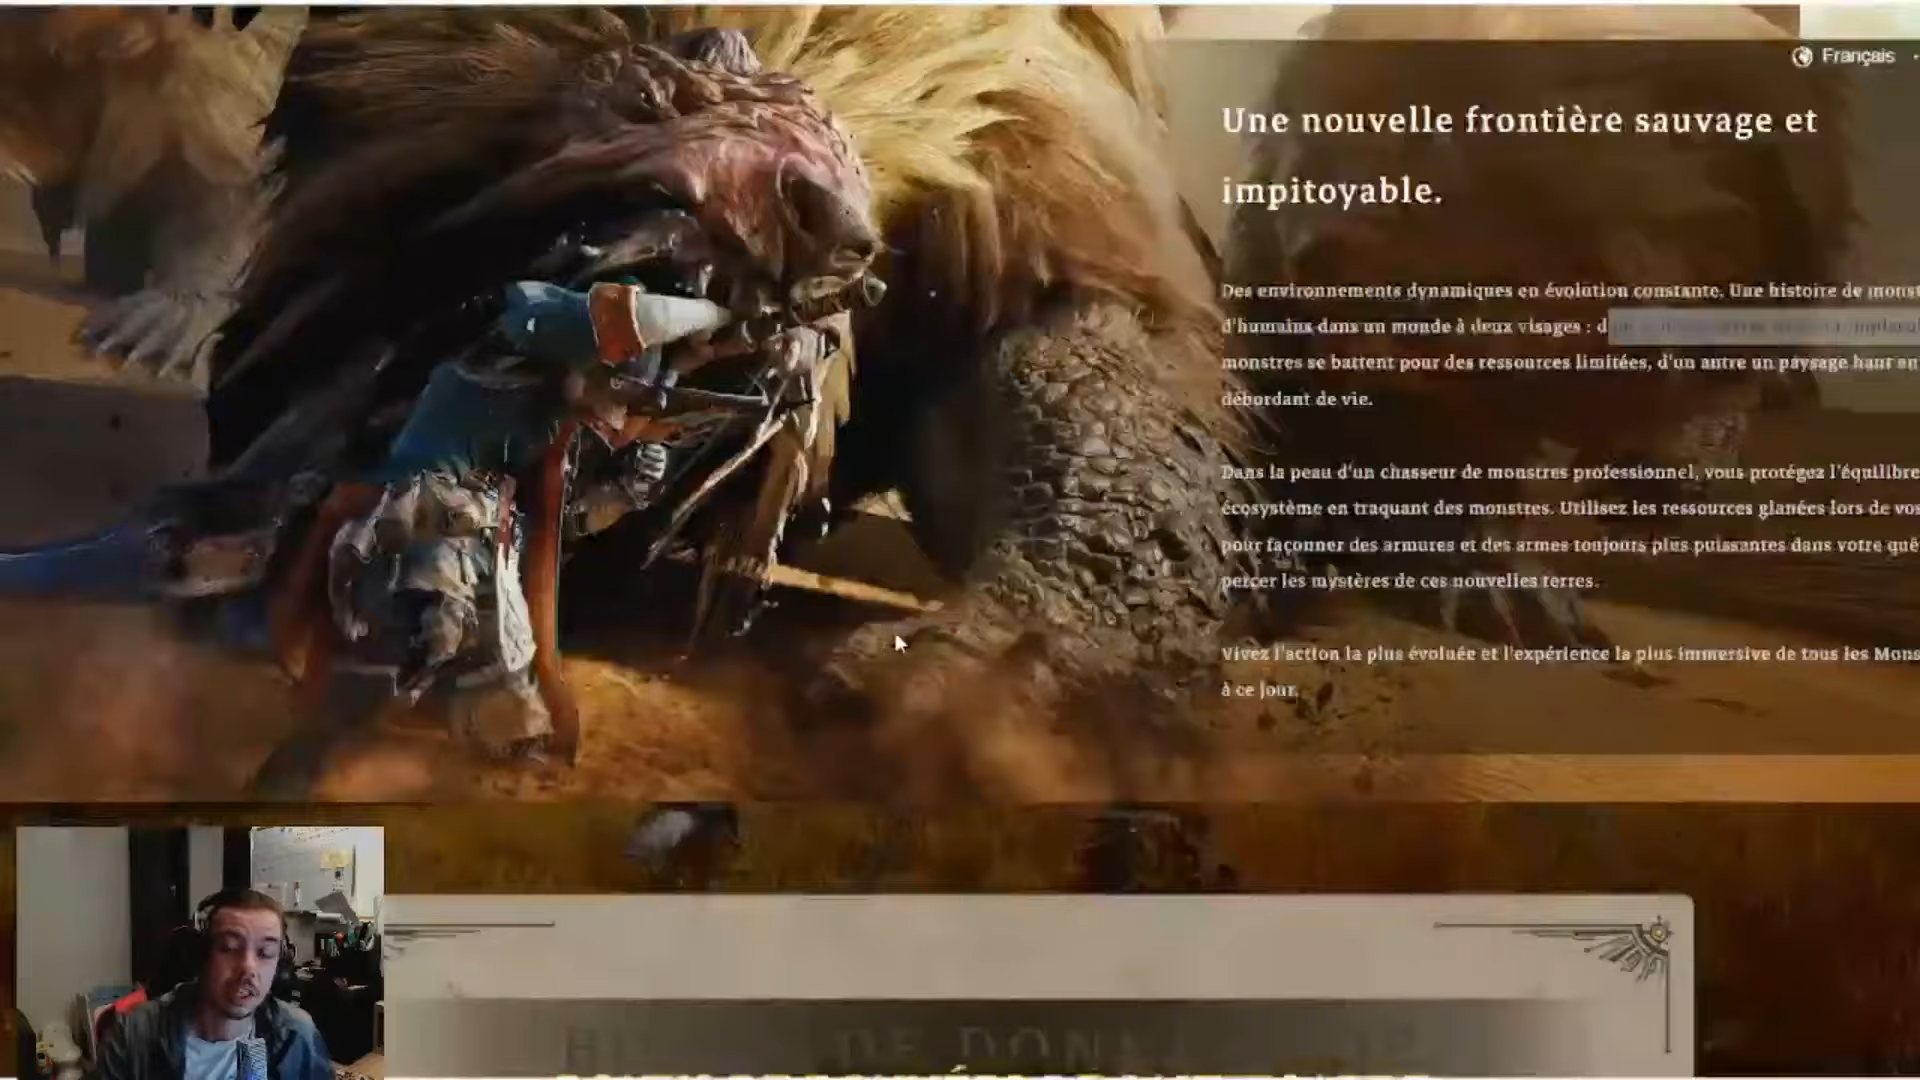 Français
Une nouvelle frontière sauvage et
impitoyable.
Des environnements dynamiques en évolution constante. Une histoire de
d'humains dans un monde à deux visages :
monstres se battent pour des ressources limitées, d'un autre un paysage haut en
débordant de vie.
Dans la peau d'un chasseur de monstres professionnel, vous protégez l'équilibre
écosystème en traquant des monstres. Utilisez les ressources glanées lors de vos
pour façonner des armures et des armes toujours plus puissantes dans votre
percer les mystères de ces nouvelles terres.
Vivez l'action la plus évoluée et l'expérience la plus immersive de tous les
à ce jour.
DE